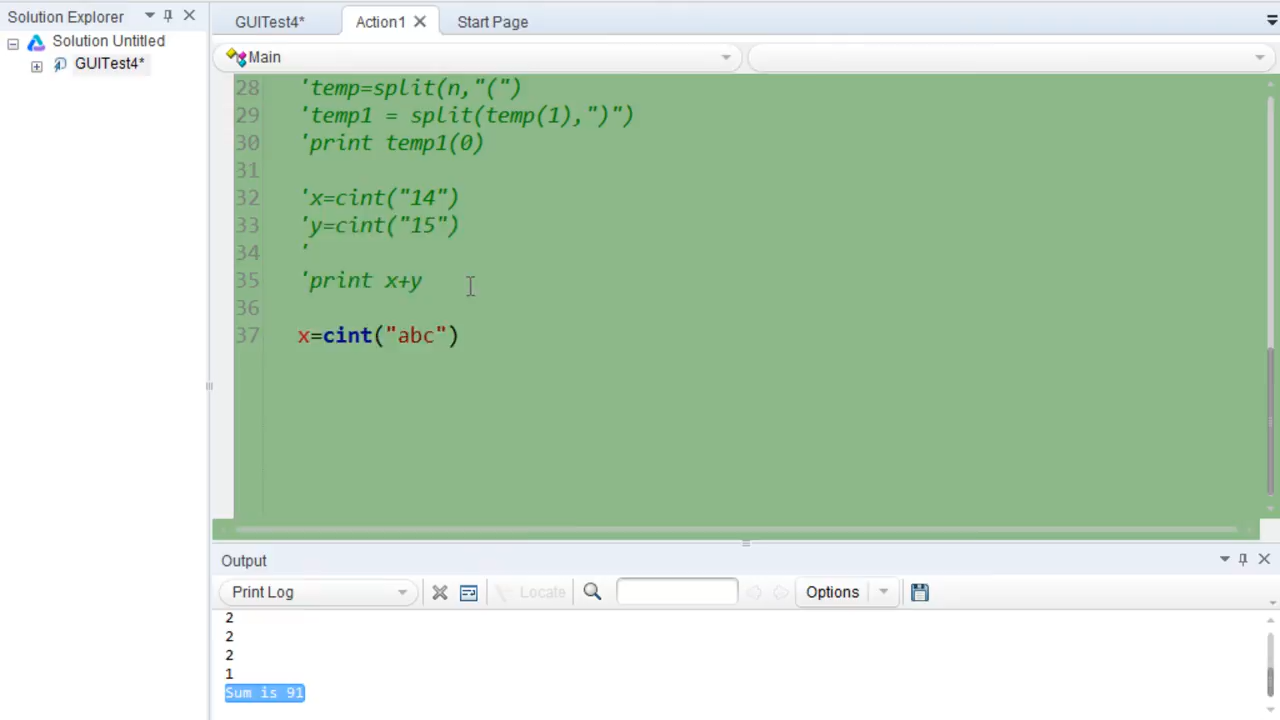 Solution Explorer
GUITest4*
Action1
Start Page
Solution Untitled
GUITest4*
Main
28 'temp=split(n,"(")
29 'temp1 = split(temp(1),")")
30 'print temp1(0)
31
32 'x=cint("14")
33 'y=cint("15")
34 '
35 'print x+y
36
37 x=cint("abc")
Output
Print Log
Locate
Options
2
2
2
1
Sum is 91